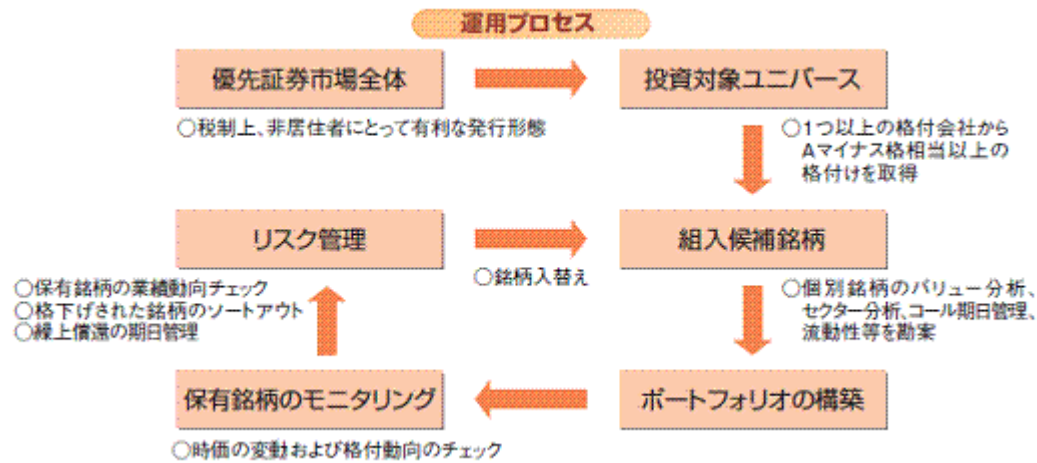 運用プロセス
優先証券市場全体
投資対象ユニバース
○税制上、非居住者にとって有利な発行形態
○1つ以上の格付会社から
Aマイナス格相当以上の
格付けを取得
リスク管理
組入候補銘柄
○銘柄入替え
○保有銘柄の業績動向チェック
○格下げされた銘柄のソートアウト
○繰上償還の期日管理
○個別銘柄のバリュー分析、
セクター分析、コール期日管理、
流動性等を勘案
保有銘柄のモニタリング
ポートフォリオの構築
○時価の変動および格付動向のチェック